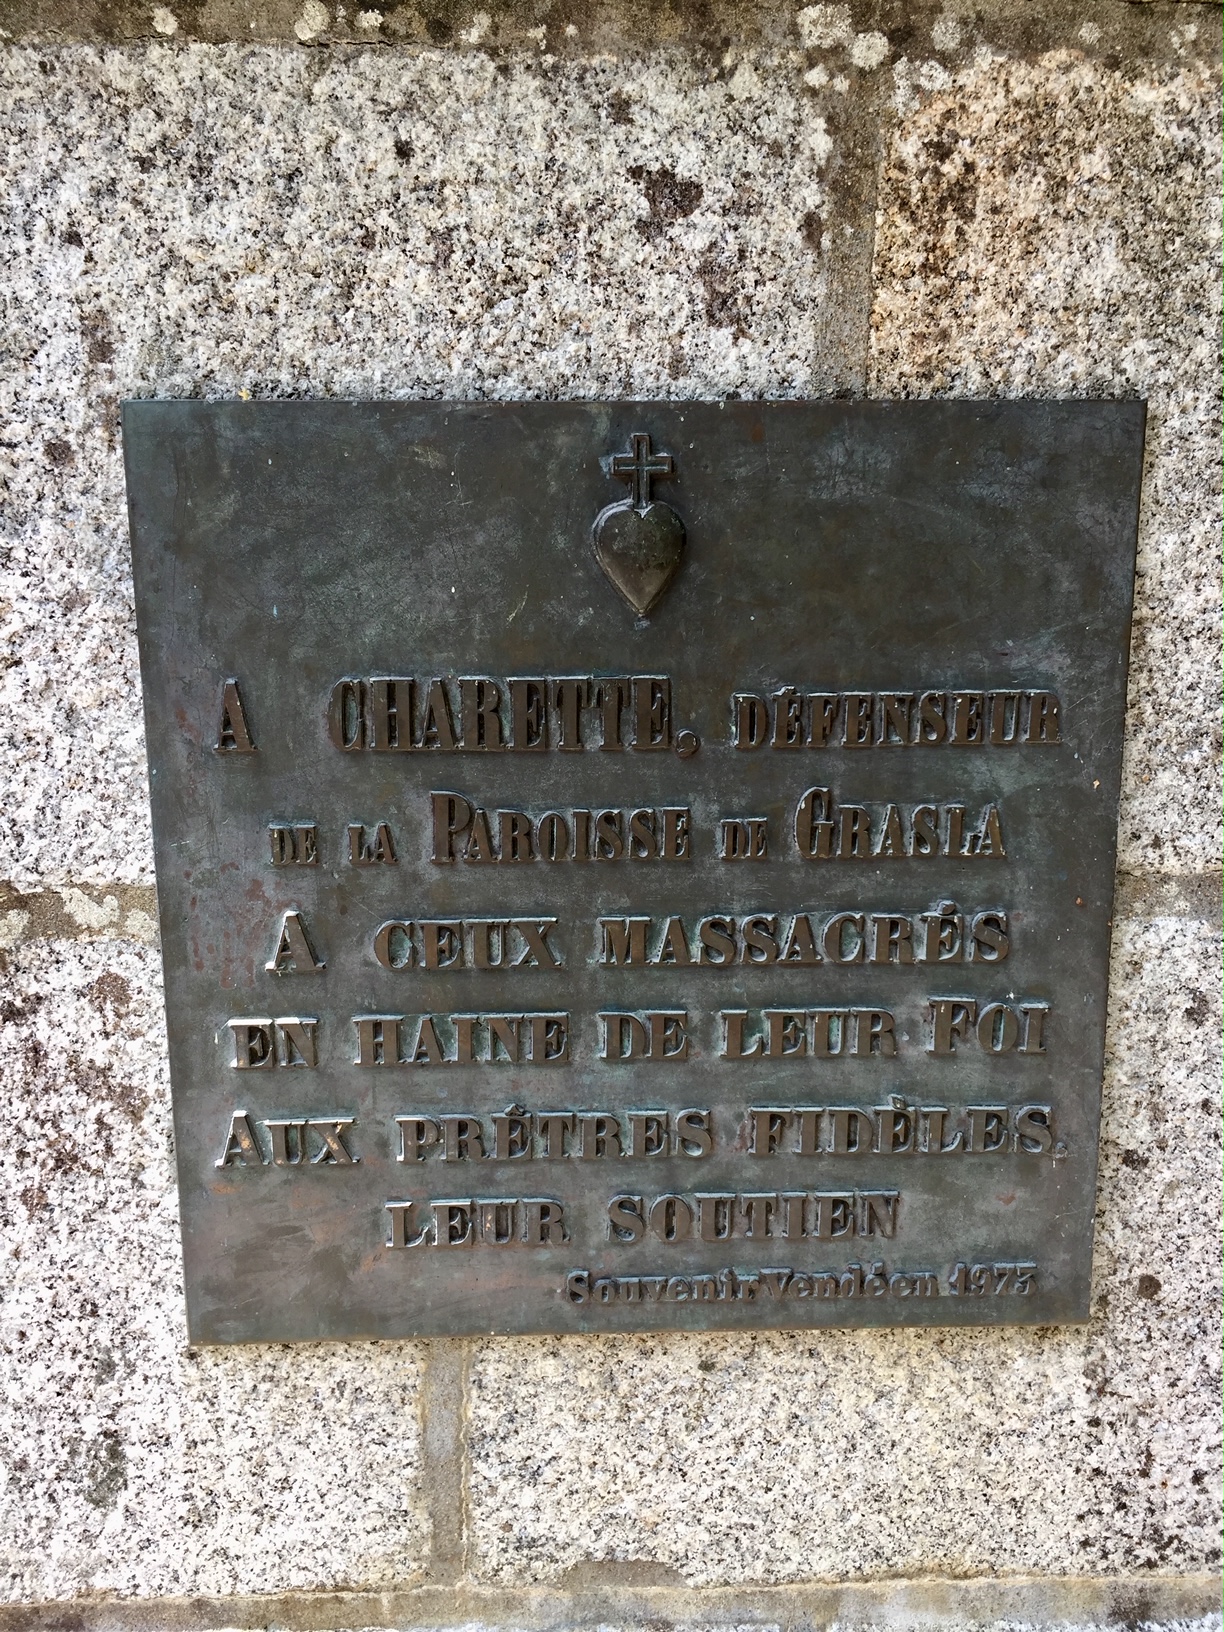 A CHARETTE, DÉFENSEUR
DE LA PAROISSE DE GRASLA
A CEUX MASSACRÉS
EN HAINE DE LEUR FOI
AUX PRÊTRES FIDÈLES,
LEUR SOUTIEN
Souvenir Vendéen 1975